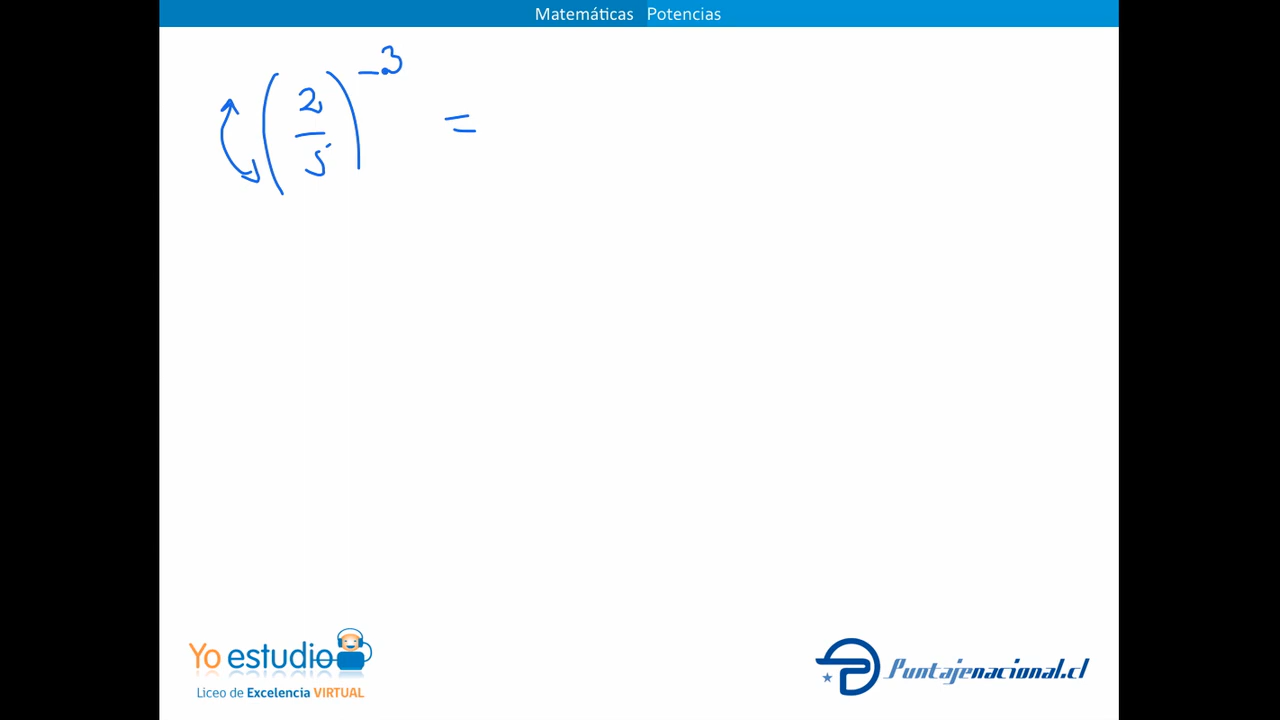 Matemáticas Potencias
(2/5)^-3 =
Yo estudio
Liceo de Excelencia VIRTUAL
Puntajenacional.cl